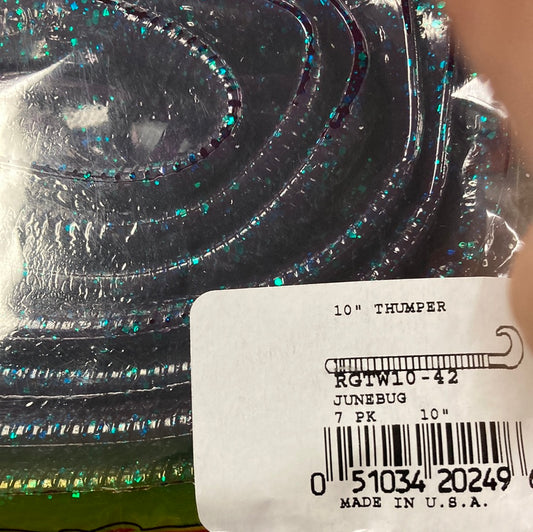 10" THUMPER
RGTW10-42
JUNEBUG
7 PK 10"
0 51034 20249
MADE IN U.S.A.